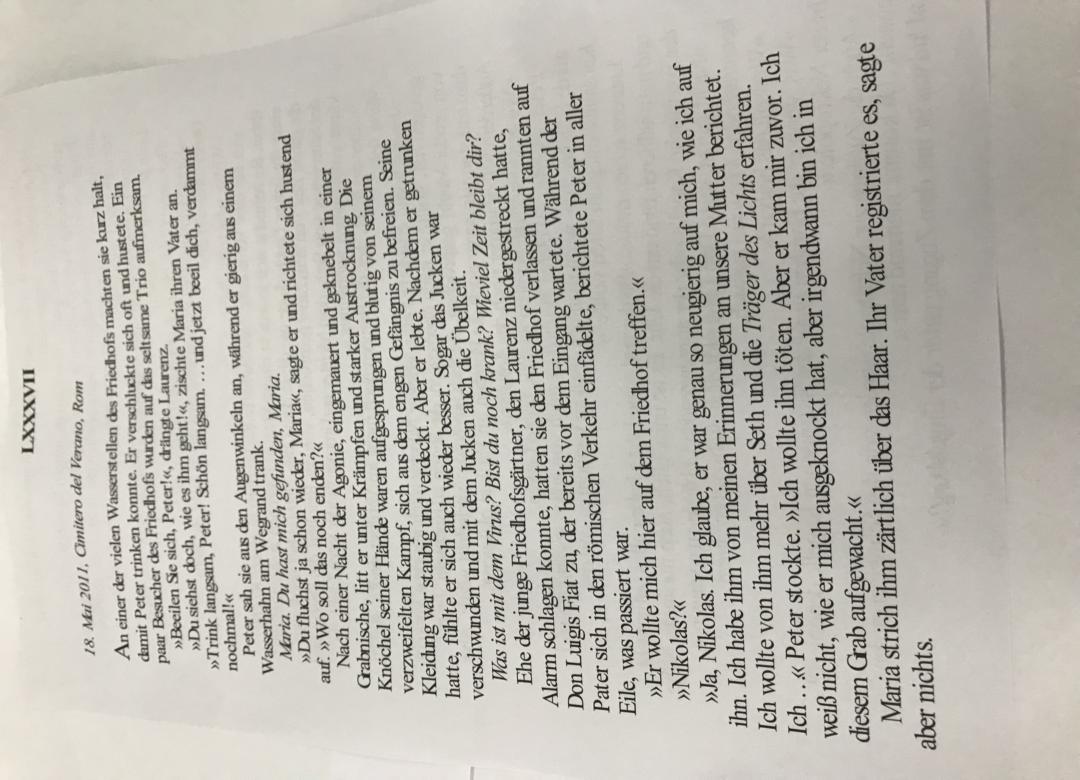 LXXXVII
18. Mai 2011, Cimitero del Verano, Rom
An einer der vielen Wasserstellen des Friedhofs machten sie kurz halt,
damit Peter trinken konnte. Er verschluckte sich oft und hustete. Ein
paar Besucher des Friedhofs wurden auf das seltsame Trio aufmerksam.
»Beeilen Sie sich, Peter!«, drängte Laurenz.
»Du siehst doch, wie es ihm geht!«, zischte Maria ihren Vater an.
»Trink langsam, Peter! Schön langsam. …und jetzt beeil dich, verdammt
nochmal!«
Peter sah sie aus den Augenwinkeln an, während er gierig aus einem
Wasserhahn am Wegrand trank.
Maria. Du hast mich gefunden, Maria.
»Du fluchst ja schon wieder, Maria«, sagte er und richtete sich hustend
auf. »Wo soll das noch enden?«
Nach einer Nacht der Agonie, eingemauert und geknebelt in einer
Grabnische, litt er unter Krämpfen und starker Austrocknung. Die
Knöchel seiner Hände waren aufgesprungen und blutig von seinem
verzweifelten Kampf, sich aus dem engen Gefängnis zu befreien. Seine
Kleidung war staubig und verdeckt. Aber er lebte. Nachdem er getrunken
hatte, fühlte er sich auch wieder besser. Sogar das Jucken war
verschwunden und mit dem Jucken auch die Übelkeit.
Was ist mit dem Virus? Bist du noch krank? Wieviel Zeit bleibt dir?
Ehe der junge Friedhofsgärtner, den Laurenz niedergestreckt hatte,
Alarm schlagen konnte, hatten sie den Friedhof verlassen und rannten auf
Don Luigis Fiat zu, der bereits vor dem Eingang wartete. Während der
Pater sich in den römischen Verkehr einfädelte, berichtete Peter in aller
Eile, was passiert war.
»Er wollte mich hier auf dem Friedhof treffen.«
»Nikolas?«
»Ja, Nikolas. Ich glaube, er war genau so neugierig auf mich, wie ich auf
ihn. Ich habe ihm von meinen Erinnerungen an unsere Mutter berichtet.
Ich wollte von ihm mehr über Seth und die Träger des Lichts erfahren.
Ich …« Peter stockte. »Ich wollte ihn töten. Aber er kam mir zuvor. Ich
weiß nicht, wie er mich ausgeknockt hat, aber irgendwann bin ich in
diesem Grab aufgewacht.«
Maria strich ihm zärtlich über das Haar. Ihr Vater registrierte es, sagte
aber nichts.